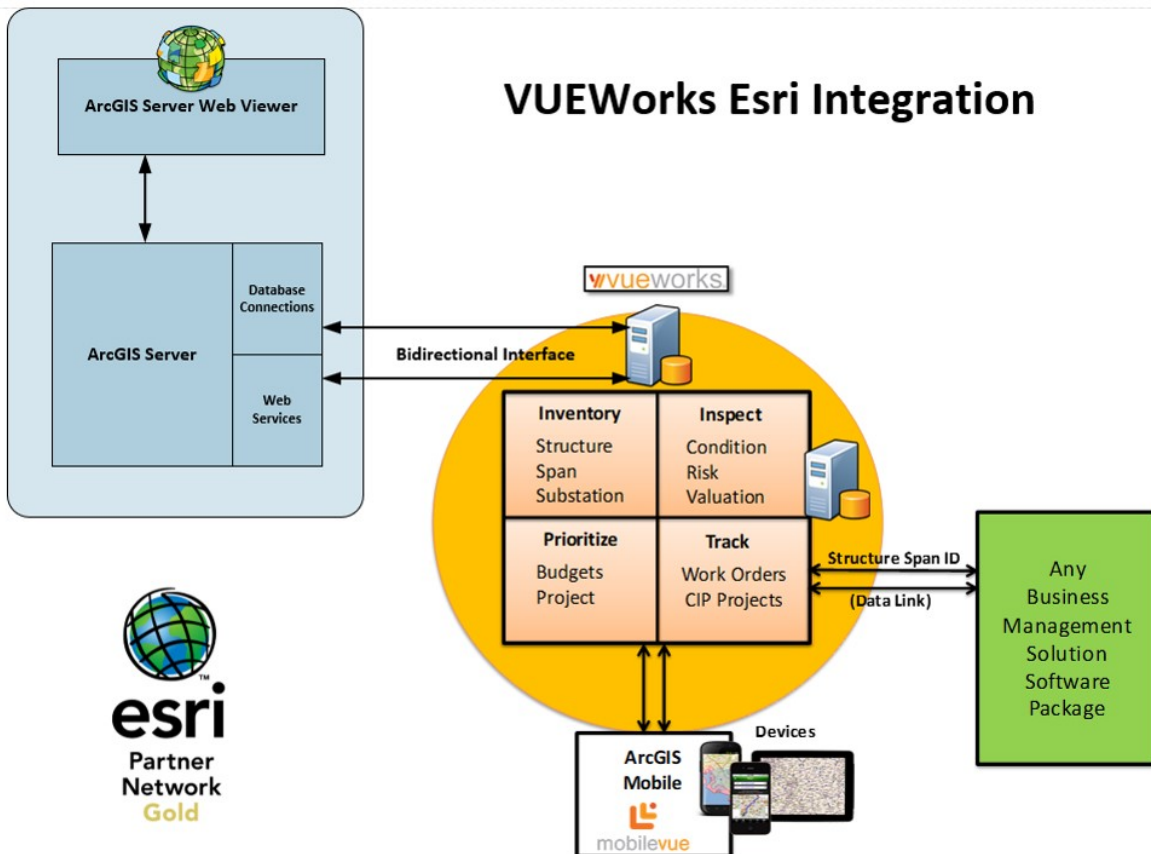 VUEWorks Esri Integration
ArcGIS Server Web Viewer
ArcGIS Server
Database
Connections
Web
Services
Bidirectional Interface
vueworks
Inventory
Structure
Span
Substation
Inspect
Condition
Risk
Valuation
Prioritize
Budgets
Project
Track
Work Orders
CIP Projects
Structure Span ID
(Data Link)
Any
Business
Management
Solution
Software
Package
ArcGIS
Mobile
mobilevue
Devices
esri
TM
Partner
Network
Gold